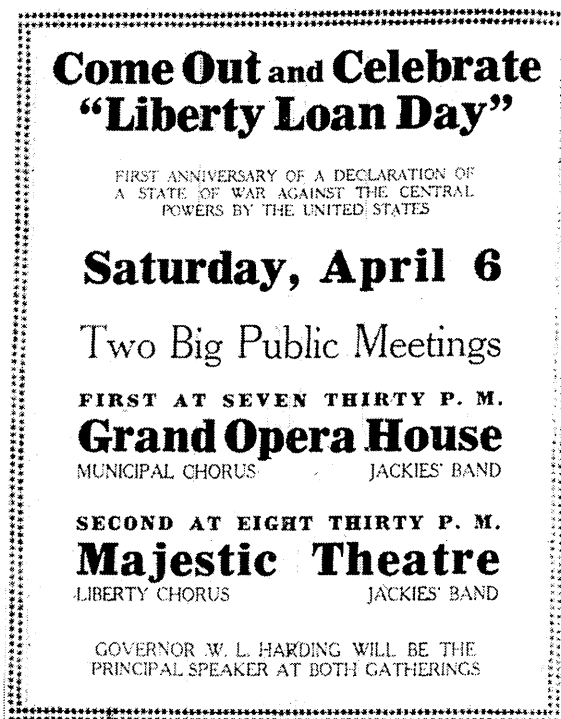 Come Out and Celebrate
“Liberty Loan Day”
FIRST ANNIVERSARY OF A DECLARATION OF
A STATE OF WAR AGAINST THE CENTRAL
POWERS BY THE UNITED STATES
Saturday, April 6
Two Big Public Meetings
FIRST AT SEVEN THIRTY P. M.
Grand Opera House
MUNICIPAL CHORUS JACKIES' BAND
SECOND AT EIGHT THIRTY P. M.
Majestic Theatre
LIBERTY CHORUS JACKIES' BAND
GOVERNOR W. L. HARDING WILL BE THE
PRINCIPAL SPEAKER AT BOTH GATHERINGS